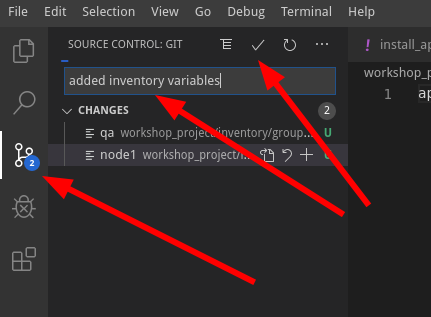 File Edit Selection View Go Debug Terminal Help
SOURCE CONTROL: GIT
! install_a
added inventory variables
workshop_p
1 ap
CHANGES 2
qa workshop_project/inventory/group... U
node1 workshop_project/i... U
2